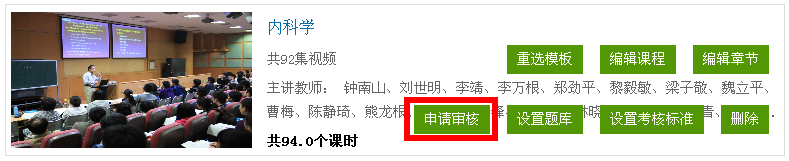 内科学
共92集视频
重选模板 编辑课程 编辑章节
主讲教师： 钟南山、刘世明、李靖、李万根、郑劲平、黎毅敏、梁子敬、魏立平、
曹梅、陈静琦、熊龙根
申请审核 设置题库 设置考核标准 删除
共94.0个课时